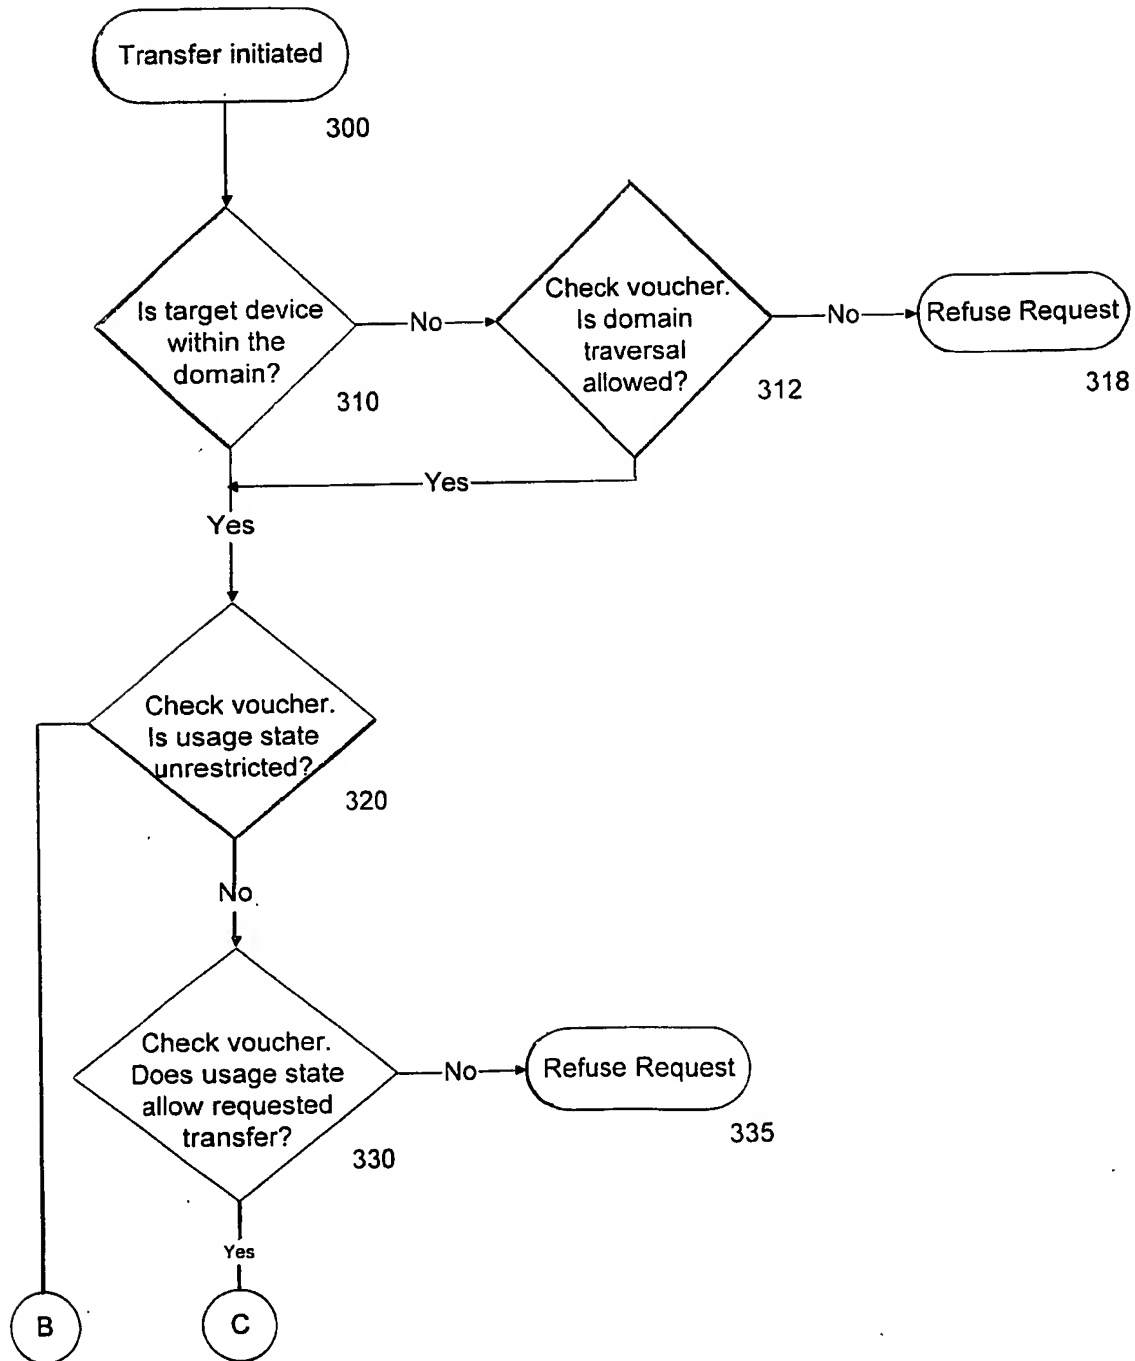 Transfer initiated
300
Is target device
within the
domain?
310
No
Check voucher.
Is domain
traversal
allowed?
312
No
Refuse Request
318
Yes
Yes
Check voucher.
Is usage state
unrestricted?
320
No
Check voucher.
Does usage state
allow requested
transfer?
330
No
Refuse Request
335
Yes
B
C